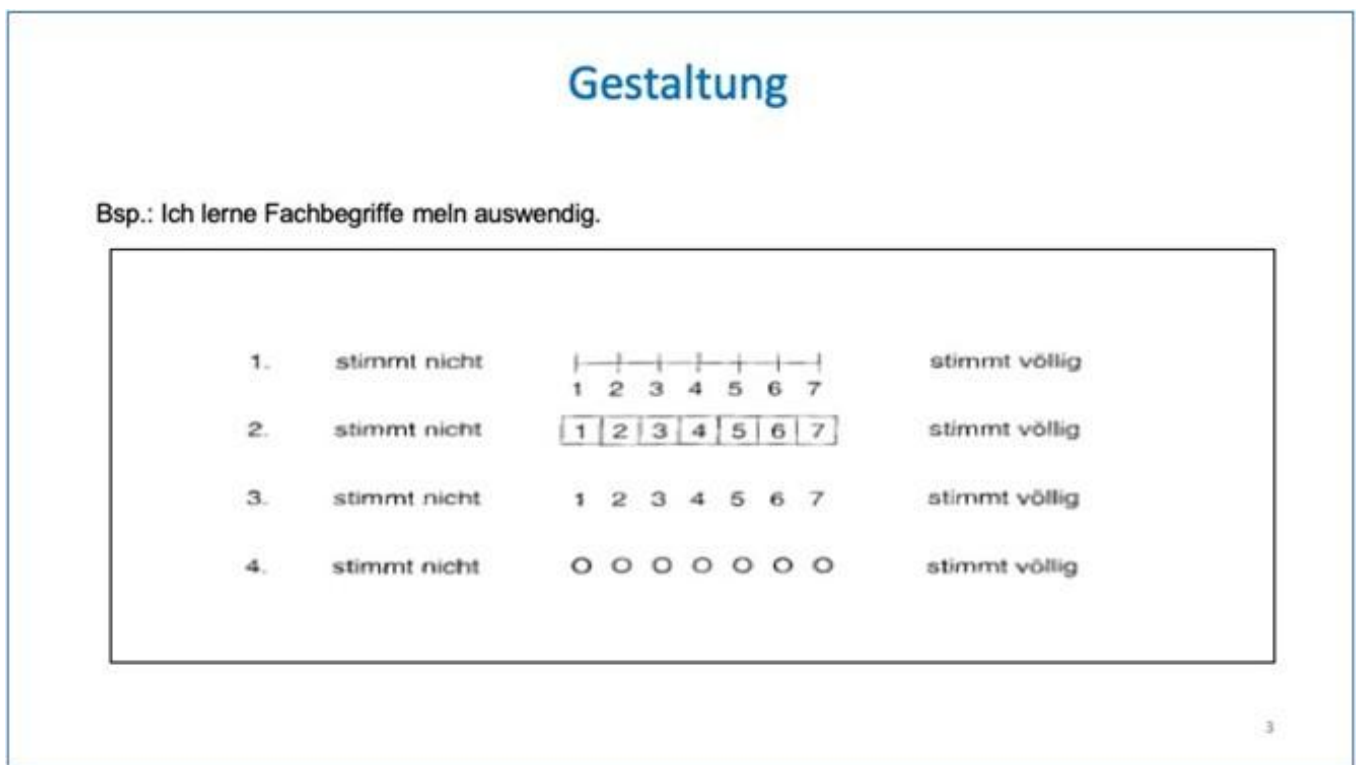 Gestaltung
Bsp.: Ich lerne Fachbegriffe meln auswendig.
1. stimmt nicht stimmt völlig
1 2 3 4 5 6 7
2. stimmt nicht 1 2 3 4 5 6 7 stimmt völlig
3. stimmt nicht 1 2 3 4 5 6 7 stimmt völlig
4. stimmt nicht O O O O O O O stimmt völlig
3